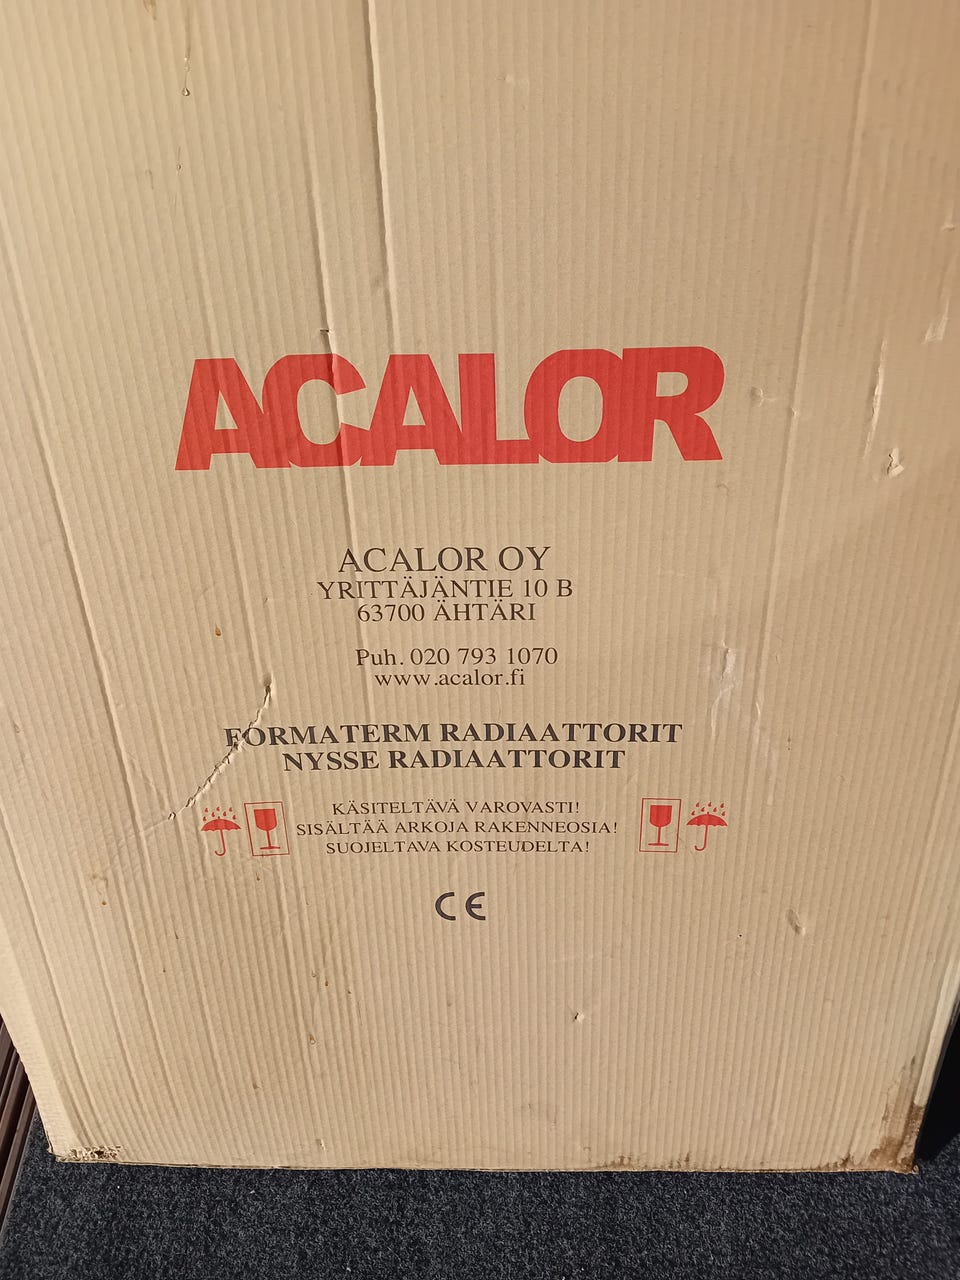 ACALOR
ACALOR OY
YRITTÄJÄNTIE 10 B
63700 ÄHTÄRI
Puh. 020 793 1070
www.acalor.fi
FORMATERM RADIAATTORIT
NYSSE RADIAATTORIT
KÄSITELTÄVÄ VAROVASTI!
SISÄLTÄÄ ARKOJA RAKENNEOSIA!
SUOJELTAVA KOSTEUDELTA!
CE